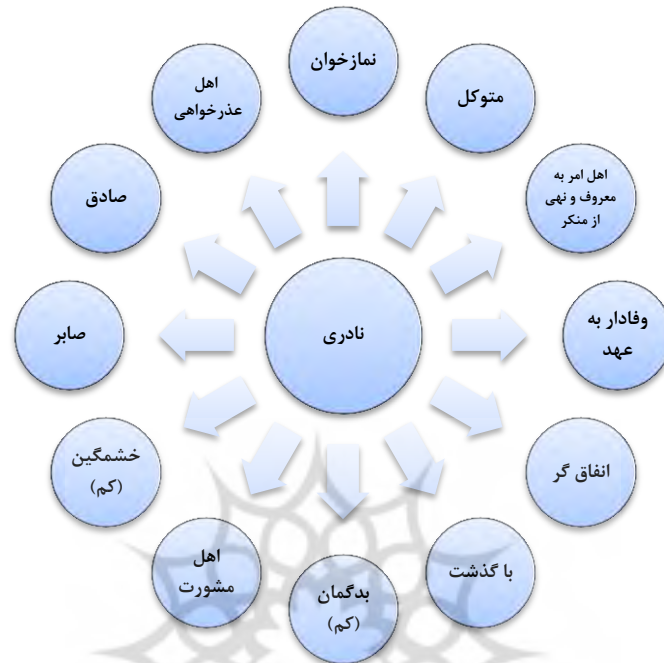 نمازخوان
متوکل
اهل امر به
معروف و نهی
از منکر
وفادار به
عهد
انفاق گر
با گذشت
بدگمان
(کم)
اهل
مشورت
خشمگین
(کم)
صابر
صادق
اهل
عذرخواهی
نادری